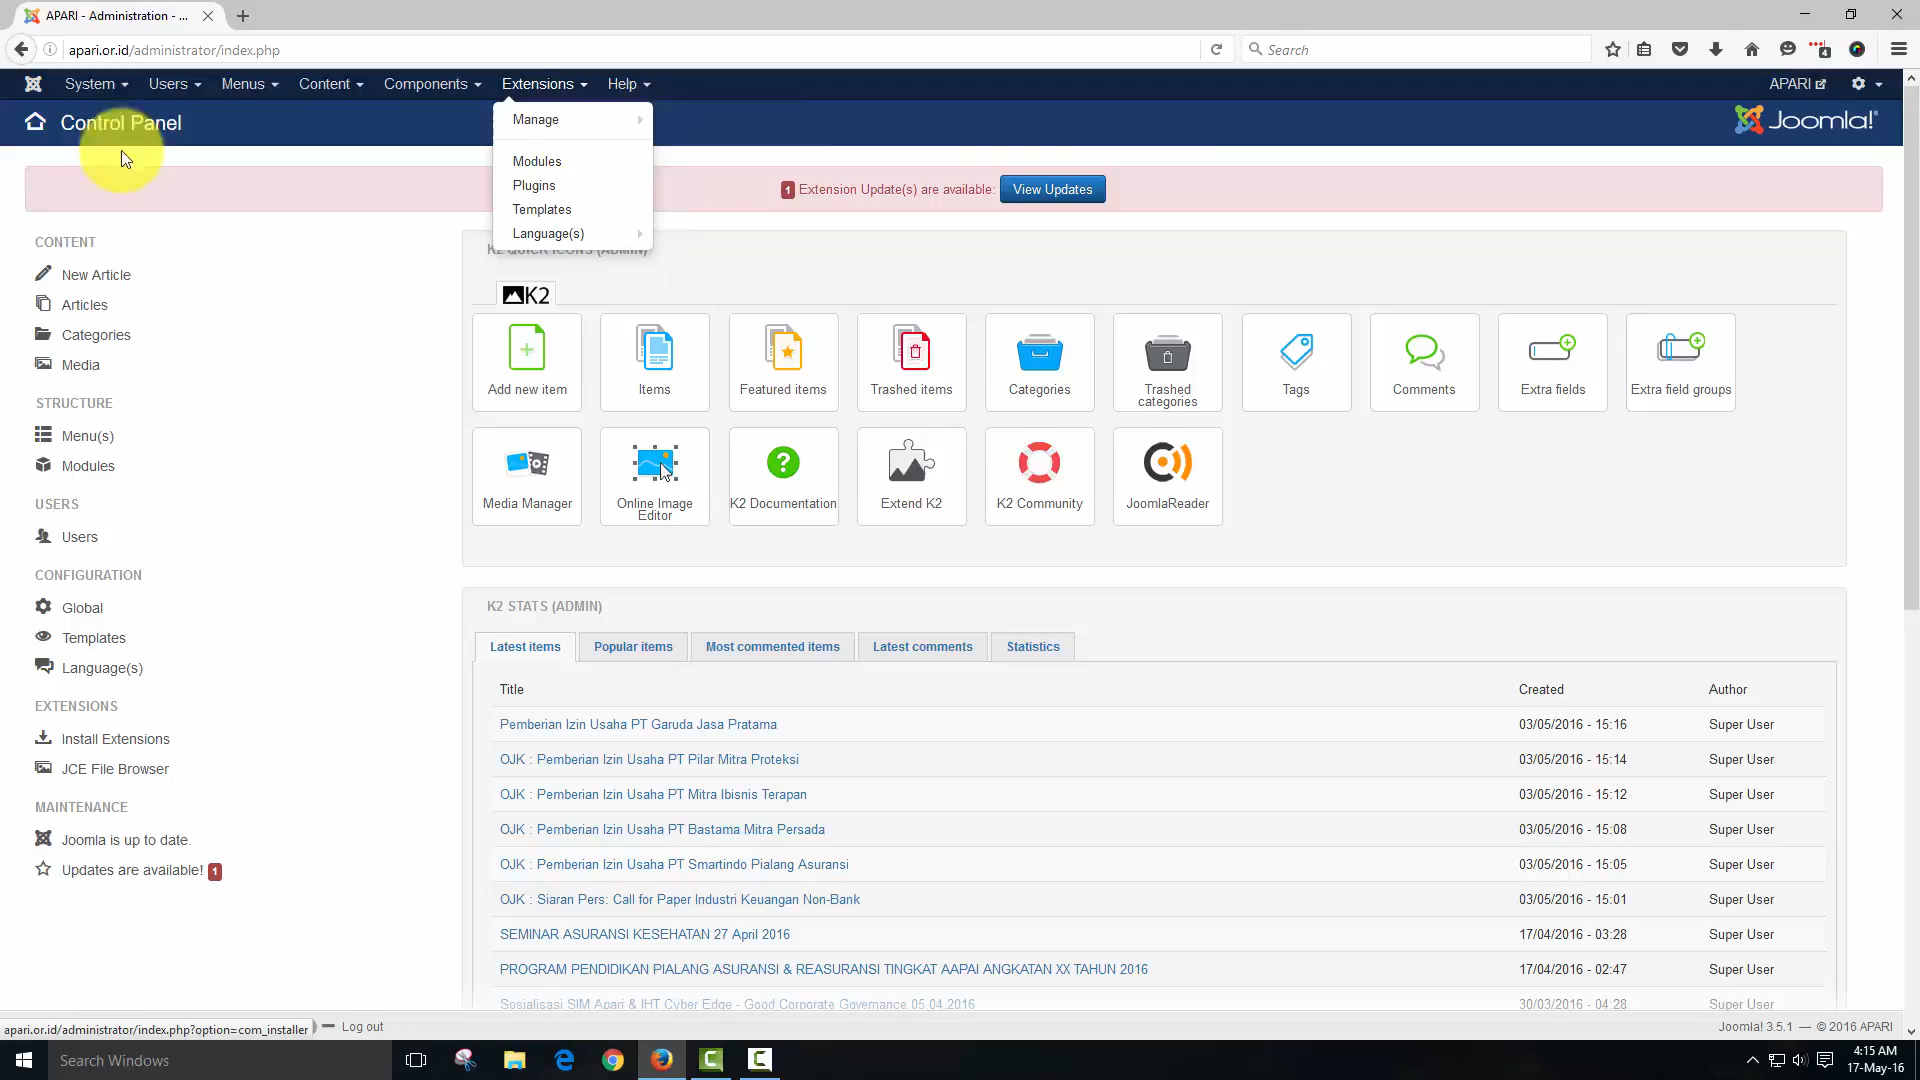 APARI - Administration - ...
apari.or.id/administrator/index.php
Search
4
System
Users
Menus
Content
Components
Extensions
Help
APARI
Control Panel
Joomla!
Manage
Modules
Plugins
Templates
Language(s)
1 Extension Update(s) are available:
View Updates
CONTENT
New Article
Articles
Categories
Media
STRUCTURE
Menu(s)
Modules
USERS
Users
CONFIGURATION
Global
Templates
Language(s)
EXTENSIONS
Install Extensions
JCE File Browser
MAINTENANCE
Joomla is up to date.
Updates are available! 1
K2 QUICK ICONS (ADMIN)
K2
Add new item
Items
Featured items
Trashed items
Categories
Trashed categories
Tags
Comments
Extra fields
Extra field groups
Media Manager
Online Image Editor
K2 Documentation
Extend K2
K2 Community
JoomlaReader
K2 STATS (ADMIN)
Latest items
Popular items
Most commented items
Latest comments
Statistics
Title Created Author
Pemberian Izin Usaha PT Garuda Jasa Pratama 03/05/2016 - 15:16 Super User
OJK : Pemberian Izin Usaha PT Pilar Mitra Proteksi 03/05/2016 - 15:14 Super User
OJK : Pemberian Izin Usaha PT Mitra Ibisnis Terapan 03/05/2016 - 15:12 Super User
OJK : Pemberian Izin Usaha PT Bastama Mitra Persada 03/05/2016 - 15:08 Super User
OJK : Pemberian Izin Usaha PT Smartindo Pialang Asuransi 03/05/2016 - 15:05 Super User
OJK : Siaran Pers: Call for Paper Industri Keuangan Non-Bank 03/05/2016 - 15:01 Super User
SEMINAR ASURANSI KESEHATAN 27 April 2016 17/04/2016 - 03:28 Super User
PROGRAM PENDIDIKAN PIALANG ASURANSI & REASURANSI TINGKAT AAPAI ANGKATAN XX TAHUN 2016 17/04/2016 - 02:47 Super User
Sosialisasi SIM Apari & IHT Cyber Edge - Good Corporate Governance 05.04.2016 30/03/2016 - 04:28 Super User
apari.or.id/administrator/index.php?option=com_installer
Log out
Joomla! 3.5.1 — © 2016 APARI
Search Windows
4:15 AM
17-May-16